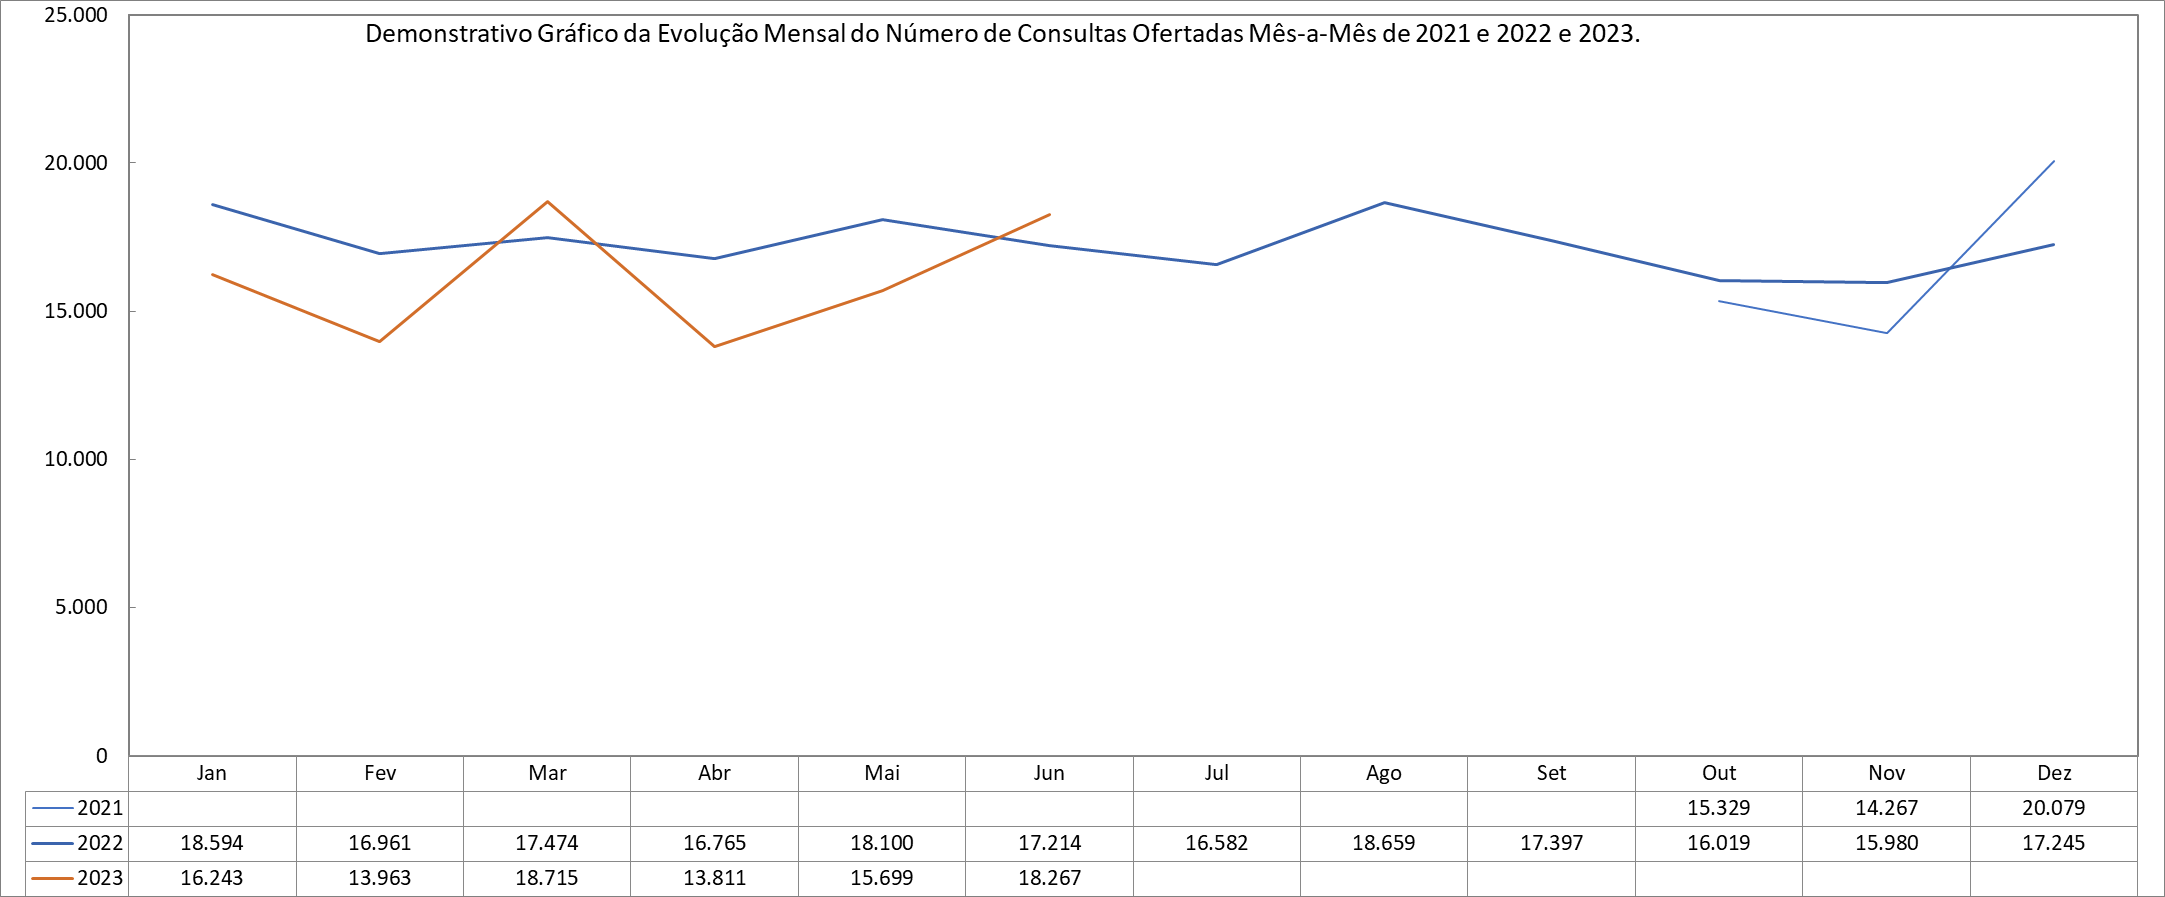 Demonstrativo Gráfico da Evolução Mensal do Número de Consultas Ofertadas Mês-a-Mês de 2021 e 2022 e 2023.
25.000
20.000
15.000
10.000
5.000
0
Jan Fev Mar Abr Mai Jun Jul Ago Set Out Nov Dez
2021 15.329 14.267 20.079
2022 18.594 16.961 17.474 16.765 18.100 17.214 16.582 18.659 17.397 16.019 15.980 17.245
2023 16.243 13.963 18.715 13.811 15.699 18.267